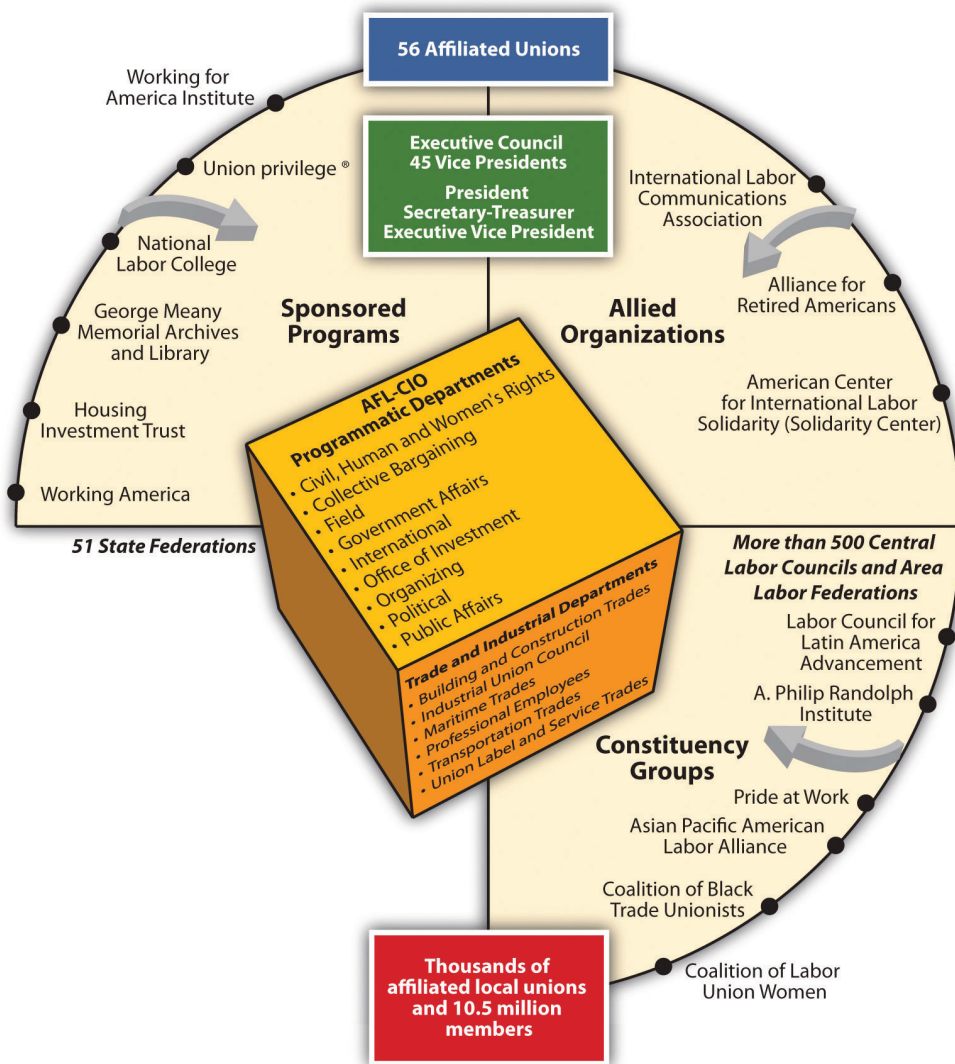 56 Affiliated Unions
Executive Council
45 Vice Presidents
President
Secretary-Treasurer
Executive Vice President
Working for
America Institute
Union privilege ®
National
Labor College
George Meany
Memorial Archives
and Library
Housing
Investment Trust
Working America
Sponsored
Programs
International Labor
Communications
Association
Alliance for
Retired Americans
American Center
for International Labor
Solidarity (Solidarity Center)
Allied
Organizations
AFL-CIO
Programmatic Departments
• Civil, Human and Women's Rights
• Collective Bargaining
• Field
• Government Affairs
• International
• Office of Investment
• Organizing
• Political
• Public Affairs
Trade and Industrial Departments
• Building and Construction Trades
• Industrial Union Council
• Maritime Trades
• Professional Employees
• Transportation Trades
• Union Label and Service Trades
51 State Federations
More than 500 Central
Labor Councils and Area
Labor Federations
Labor Council for
Latin America
Advancement
A. Philip Randolph
Institute
Constituency
Groups
Pride at Work
Asian Pacific American
Labor Alliance
Coalition of Black
Trade Unionists
Coalition of Labor
Union Women
Thousands of
affiliated local unions
and 10.5 million
members